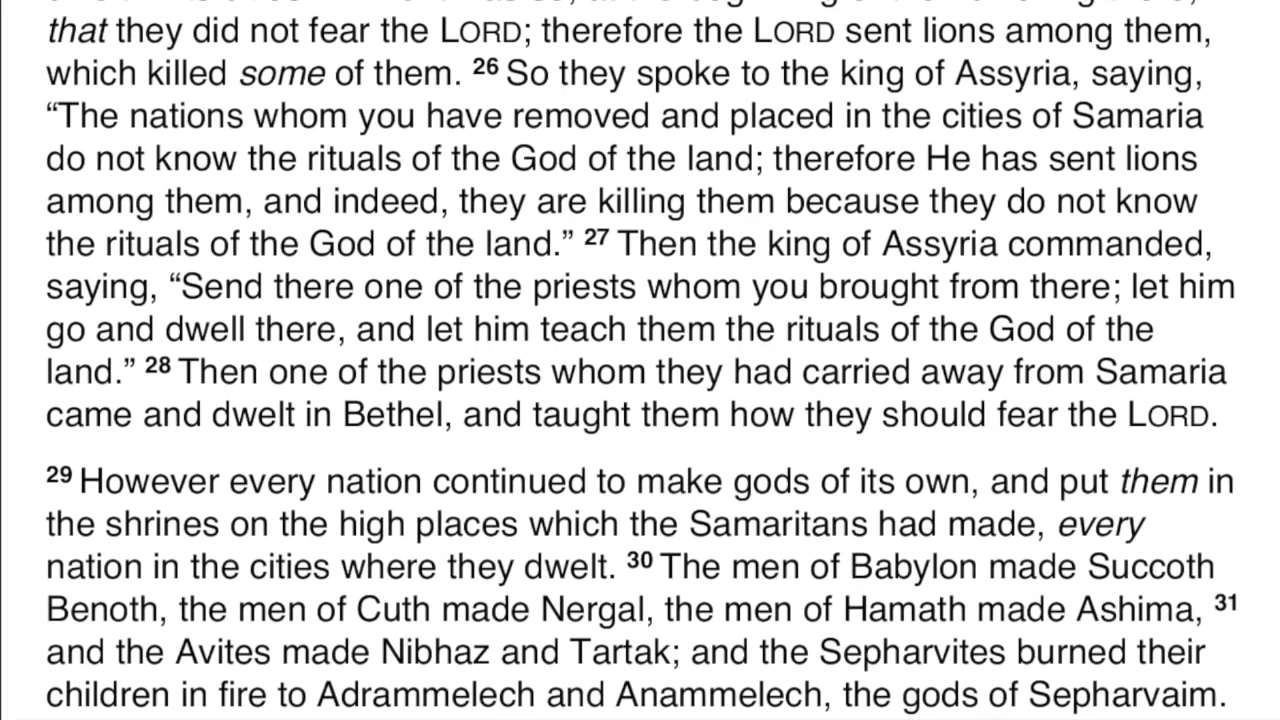 that they did not fear the LORD; therefore the LORD sent lions among them,
which killed some of them. 26 So they spoke to the king of Assyria, saying,
“The nations whom you have removed and placed in the cities of Samaria
do not know the rituals of the God of the land; therefore He has sent lions
among them, and indeed, they are killing them because they do not know
the rituals of the God of the land.” 27 Then the king of Assyria commanded,
saying, “Send there one of the priests whom you brought from there; let him
go and dwell there, and let him teach them the rituals of the God of the
land.” 28 Then one of the priests whom they had carried away from Samaria
came and dwelt in Bethel, and taught them how they should fear the LORD.
29 However every nation continued to make gods of its own, and put them in
the shrines on the high places which the Samaritans had made, every
nation in the cities where they dwelt. 30 The men of Babylon made Succoth
Benoth, the men of Cuth made Nergal, the men of Hamath made Ashima, 31
and the Avites made Nibhaz and Tartak; and the Sepharvites burned their
children in fire to Adrammelech and Anammelech, the gods of Sepharvaim.